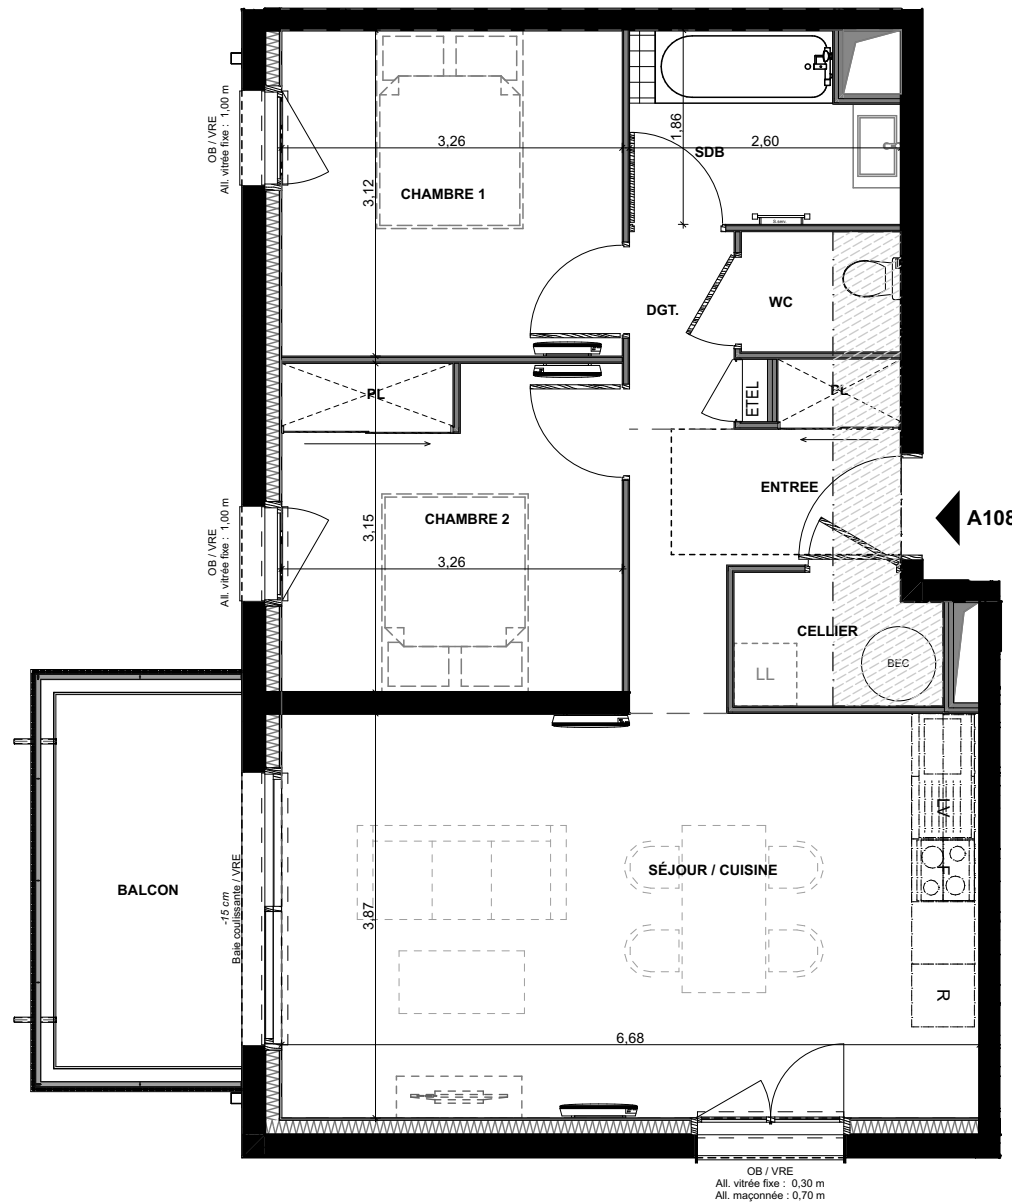 OB / VRE
All. vitrée fixe : 1,00 m
3,26
1,86
2,60
SDB
3,12
CHAMBRE 1
WC
DGT.
PL
ETEL
PL
ENTREE
A108
OB / VRE
All. vitrée fixe : 1,00 m
3,15
CHAMBRE 2
3,26
CELLIER
BEC
LL
LV
SÉJOUR / CUISINE
BALCON
-15 cm
Baie coulissante / VRE
3,87
R
6,68
OB / VRE
All. vitrée fixe : 0,30 m
All. maçonnée : 0,70 m